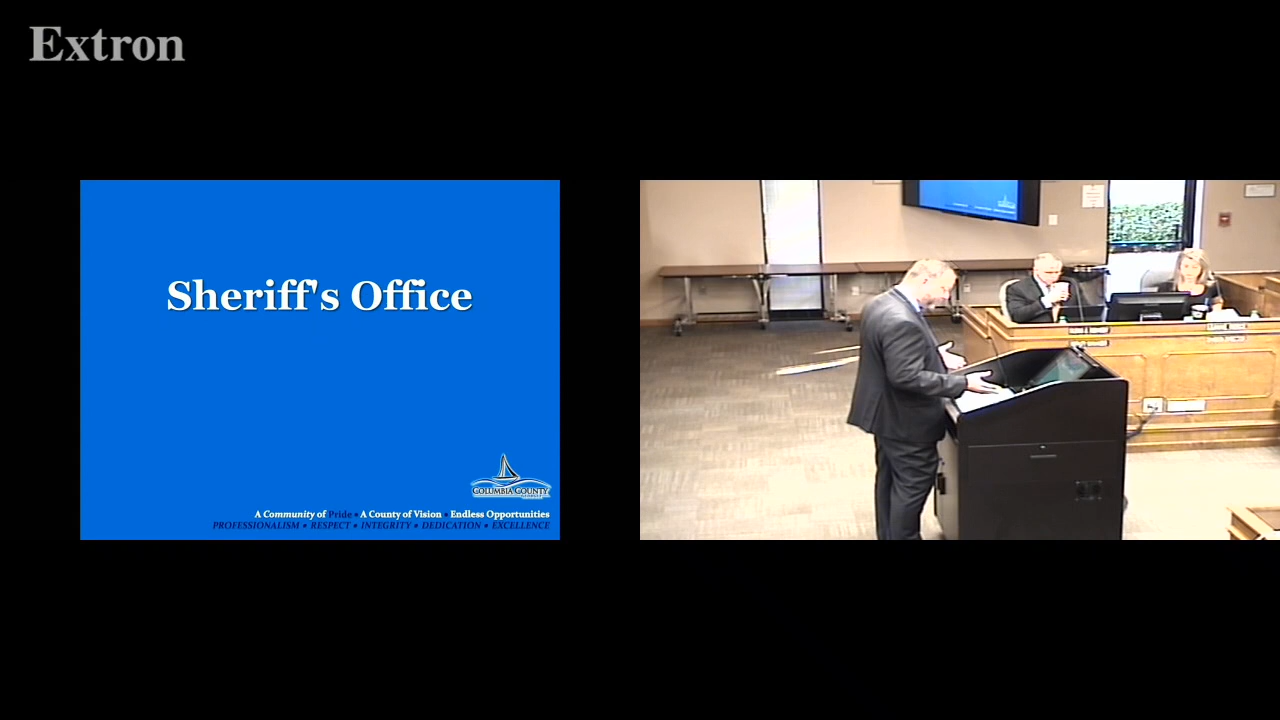 Extron
Sheriff's Office
COLUMBIA COUNTY
A Community of Pride • A County of Vision • Endless Opportunities
PROFESSIONALISM • RESPECT • INTEGRITY • DEDICATION • EXCELLENCE